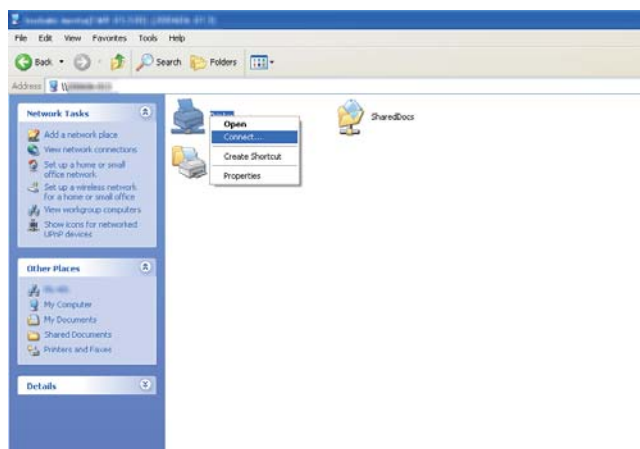 File Edit View Favorites Tools Help
Back Search Folders
Address \\
Network Tasks
Add a network place
View network connections
Set up a home or small
office network
Set up a wireless network
for a home or small office
View workgroup computers
Show icons for networked
UPnP devices
Other Places
My Computer
My Documents
Shared Documents
Printers and Faxes
Details
Open
Connect...
Create Shortcut
Properties
SharedDocs